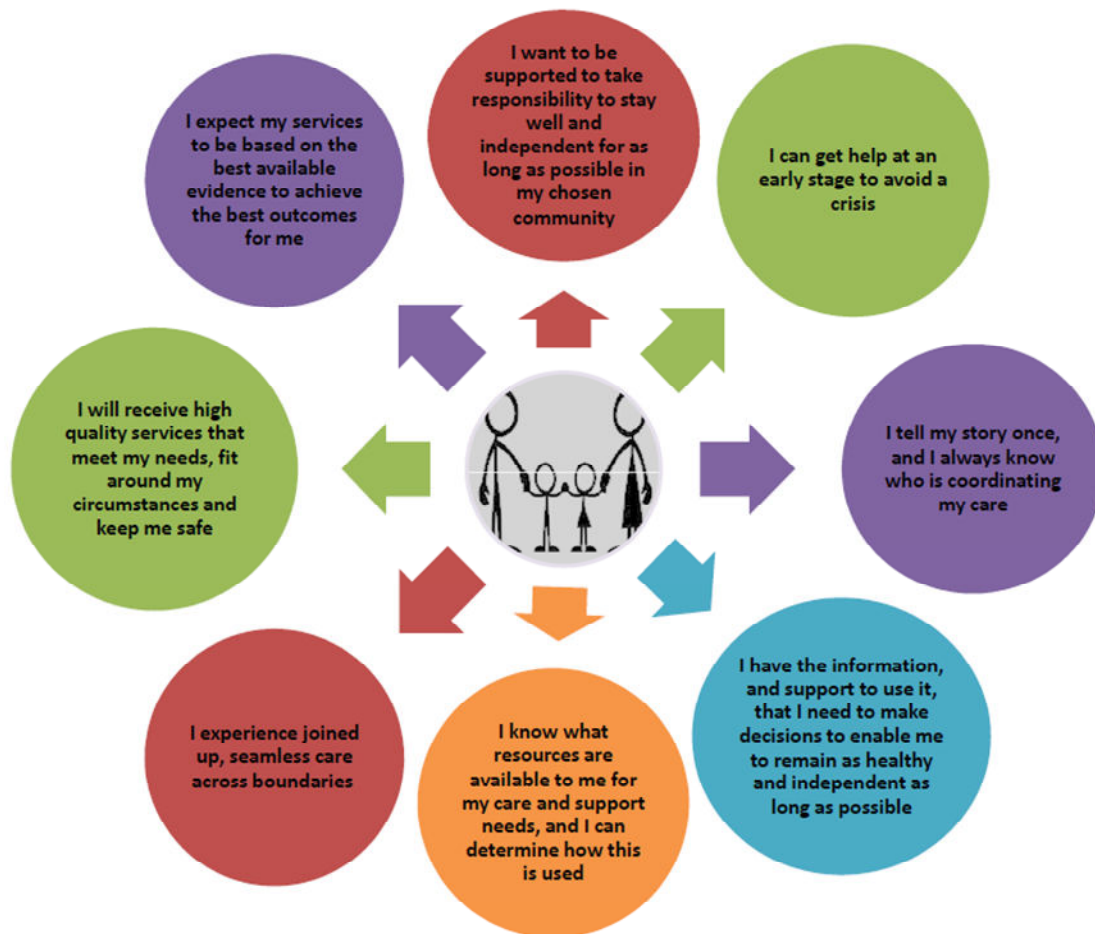 I want to be
supported to take
responsibility to stay
well and
independent for as
long as possible in
my chosen
community
I can get help at an
early stage to avoid a
crisis
I tell my story once,
and I always know
who is coordinating
my care
I have the information,
and support to use it,
that I need to make
decisions to enable me
to remain as healthy
and independent as
long as possible
I know what
resources are
available to me for
my care and support
needs, and I can
determine how this
is used
I experience joined
up, seamless care
across boundaries
I will receive high
quality services that
meet my needs, fit
around my
circumstances and
keep me safe
I expect my services
to be based on the
best available
evidence to achieve
the best outcomes
for me